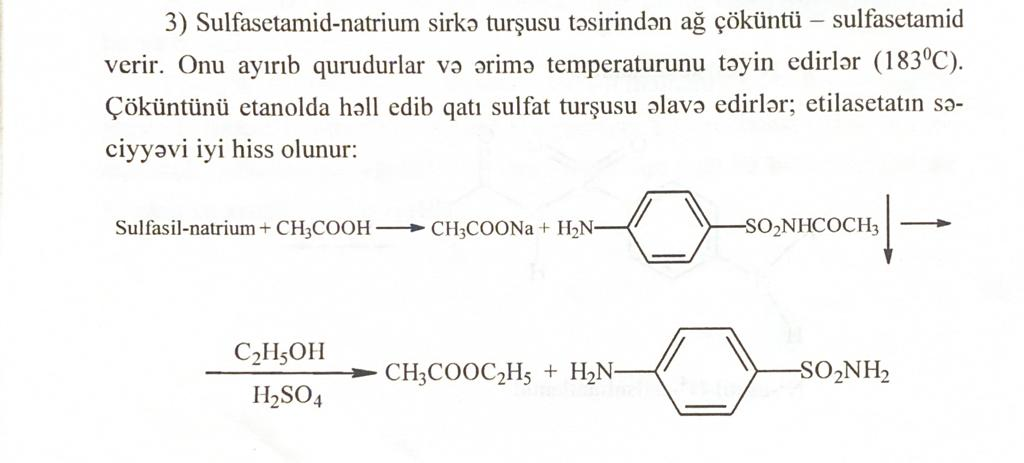 3) Sulfasetamid-natrium sirkə turşusu təsirindən ağ çöküntü – sulfasetamid
verir. Onu ayırıb qurudurlar və ərimə temperaturunu təyin edirlər (183⁰C).
Çöküntünü etanolda həll edib qatı sulfat turşusu əlavə edirlər; etilasetatın sə-
ciyyəvi iyi hiss olunur:
Sulfasil-natrium + CH₃COOH → CH₃COONa + H₂N- -SO₂NHCOCH₃ ↓ →
C₂H₅OH
H₂SO₄
→ CH₃COOC₂H₅ + H₂N- -SO₂NH₂